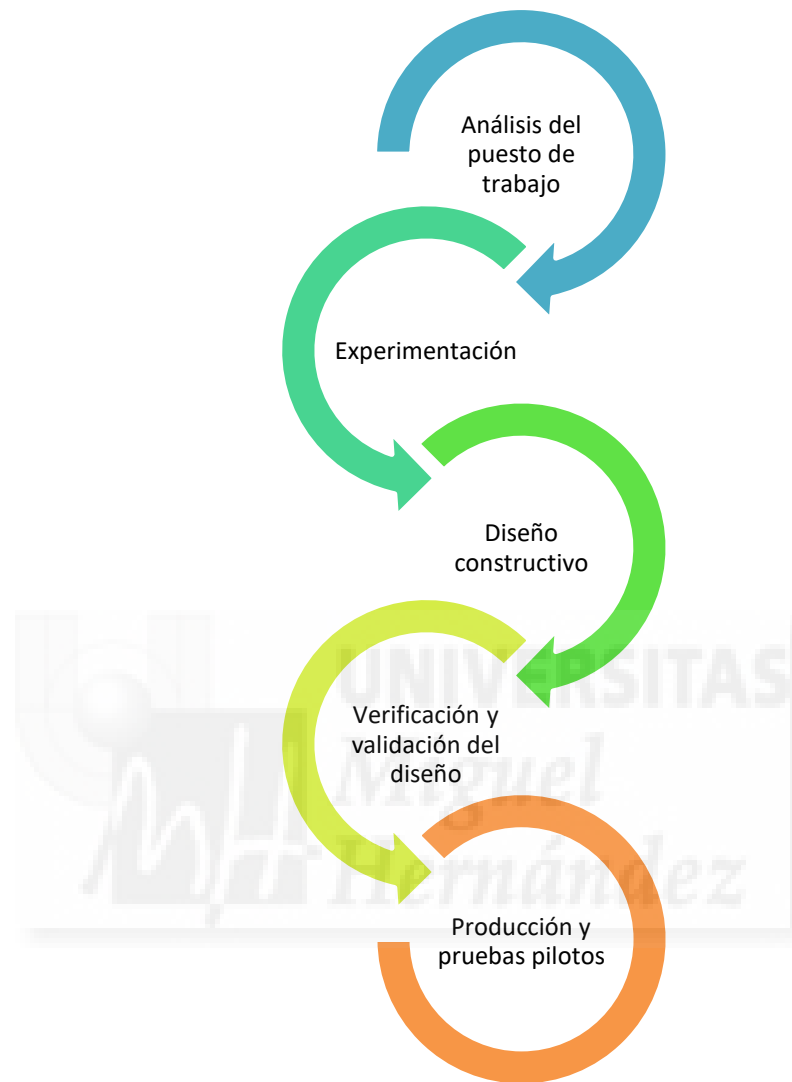 Análisis del
puesto de
trabajo
Experimentación
Diseño
constructivo
UNIVERSITAS
Verificación y
validación del
diseño
Miguel
Hernández
Producción y
pruebas pilotos